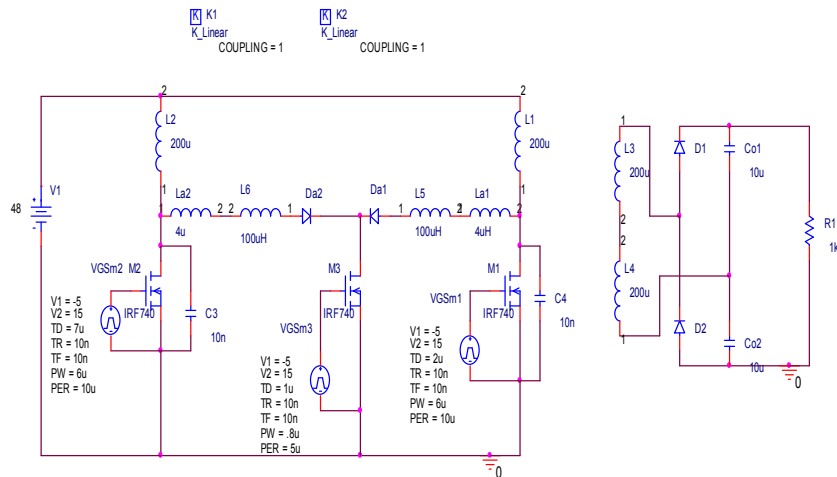 K K1
K_Linear
COUPLING = 1
K K2
K_Linear
COUPLING = 1
2
L2
200u
1
2
L1
200u
1
V1
48
1
La2
2
4u
2
L6
1
100uH
Da2
Da1
1
L5
2
100uH
1
La1
2
4uH
VGSm2
M2
IRF740
C3
10n
V1 = -5
V2 = 15
TD = 7u
TR = 10n
TF = 10n
PW = 6u
PER = 10u
M3
IRF740
VGSm3
V1 = -5
V2 = 15
TD = 1u
TR = 10n
TF = 10n
PW = .8u
PER = 5u
VGSm1
M1
IRF740
C4
10n
V1 = -5
V2 = 15
TD = 2u
TR = 10n
TF = 10n
PW = 6u
PER = 10u
0
1
L3
200u
2
2
L4
200u
1
D1
D2
Co1
10u
Co2
10u
R1
1k
0